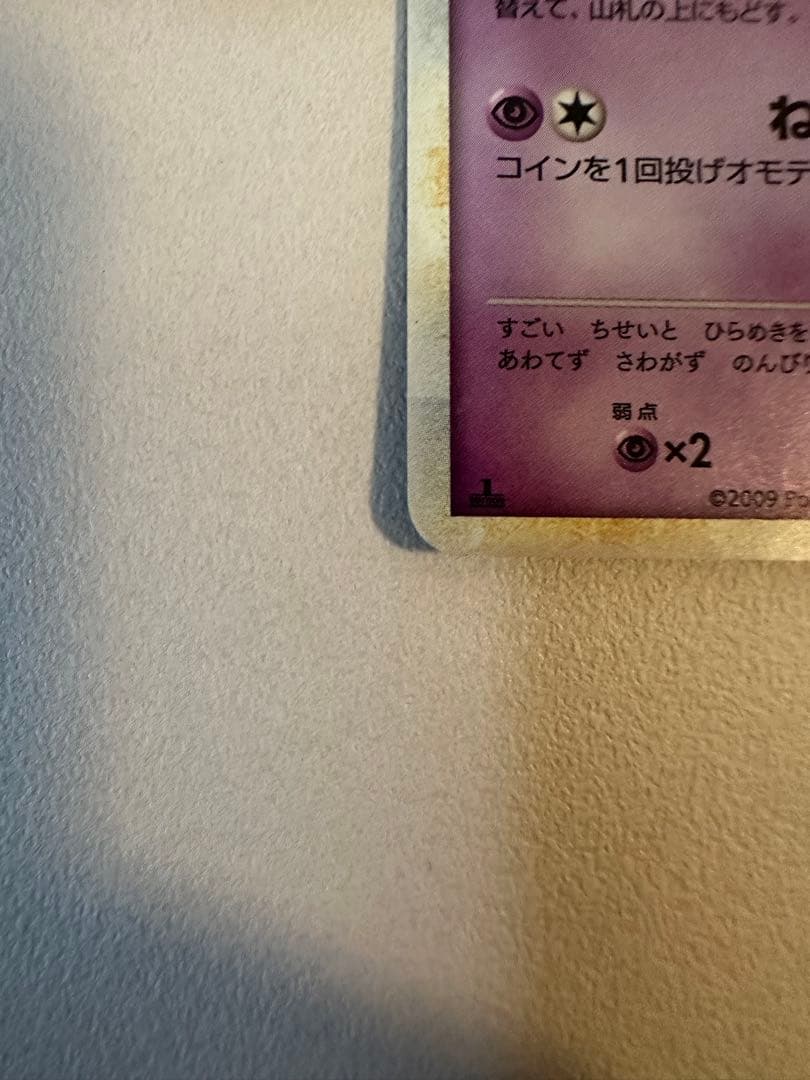 替えて、山札の上にもどす。
ね
コインを1回投げオモテ
すごい ちせいと ひらめきを
あわてず さわがず のんびり
弱点
×2
1
©2009